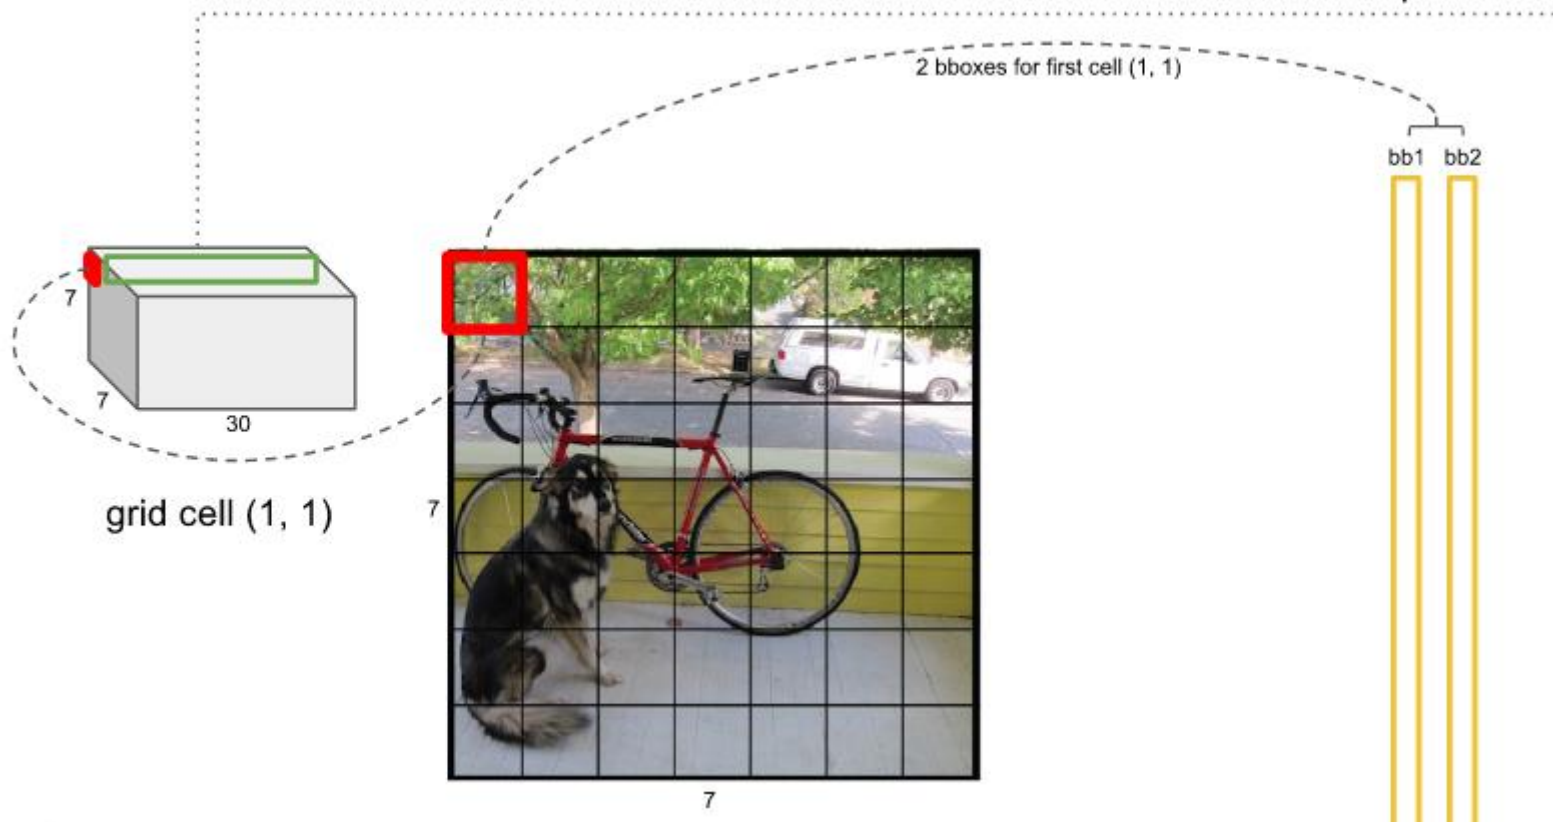 2 bboxes for first cell (1, 1)
bb1 bb2
7
7
30
grid cell (1, 1)
7
7